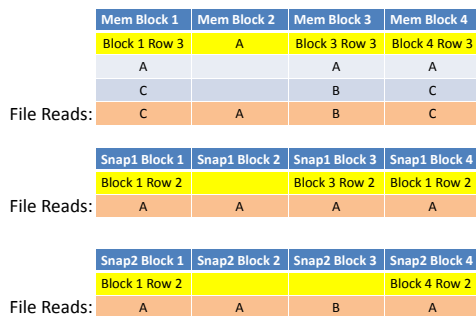 Mem Block 1 Mem Block 2 Mem Block 3 Mem Block 4
Block 1 Row 3 A Block 3 Row 3 Block 4 Row 3
A A A
C B C
File Reads: C A B C
Snap1 Block 1 Snap1 Block 2 Snap1 Block 3 Snap1 Block 4
Block 1 Row 2 Block 3 Row 2 Block 1 Row 2
File Reads: A A A A
Snap2 Block 1 Snap2 Block 2 Snap2 Block 3 Snap2 Block 4
Block 1 Row 2 Block 4 Row 2
File Reads: A A B A